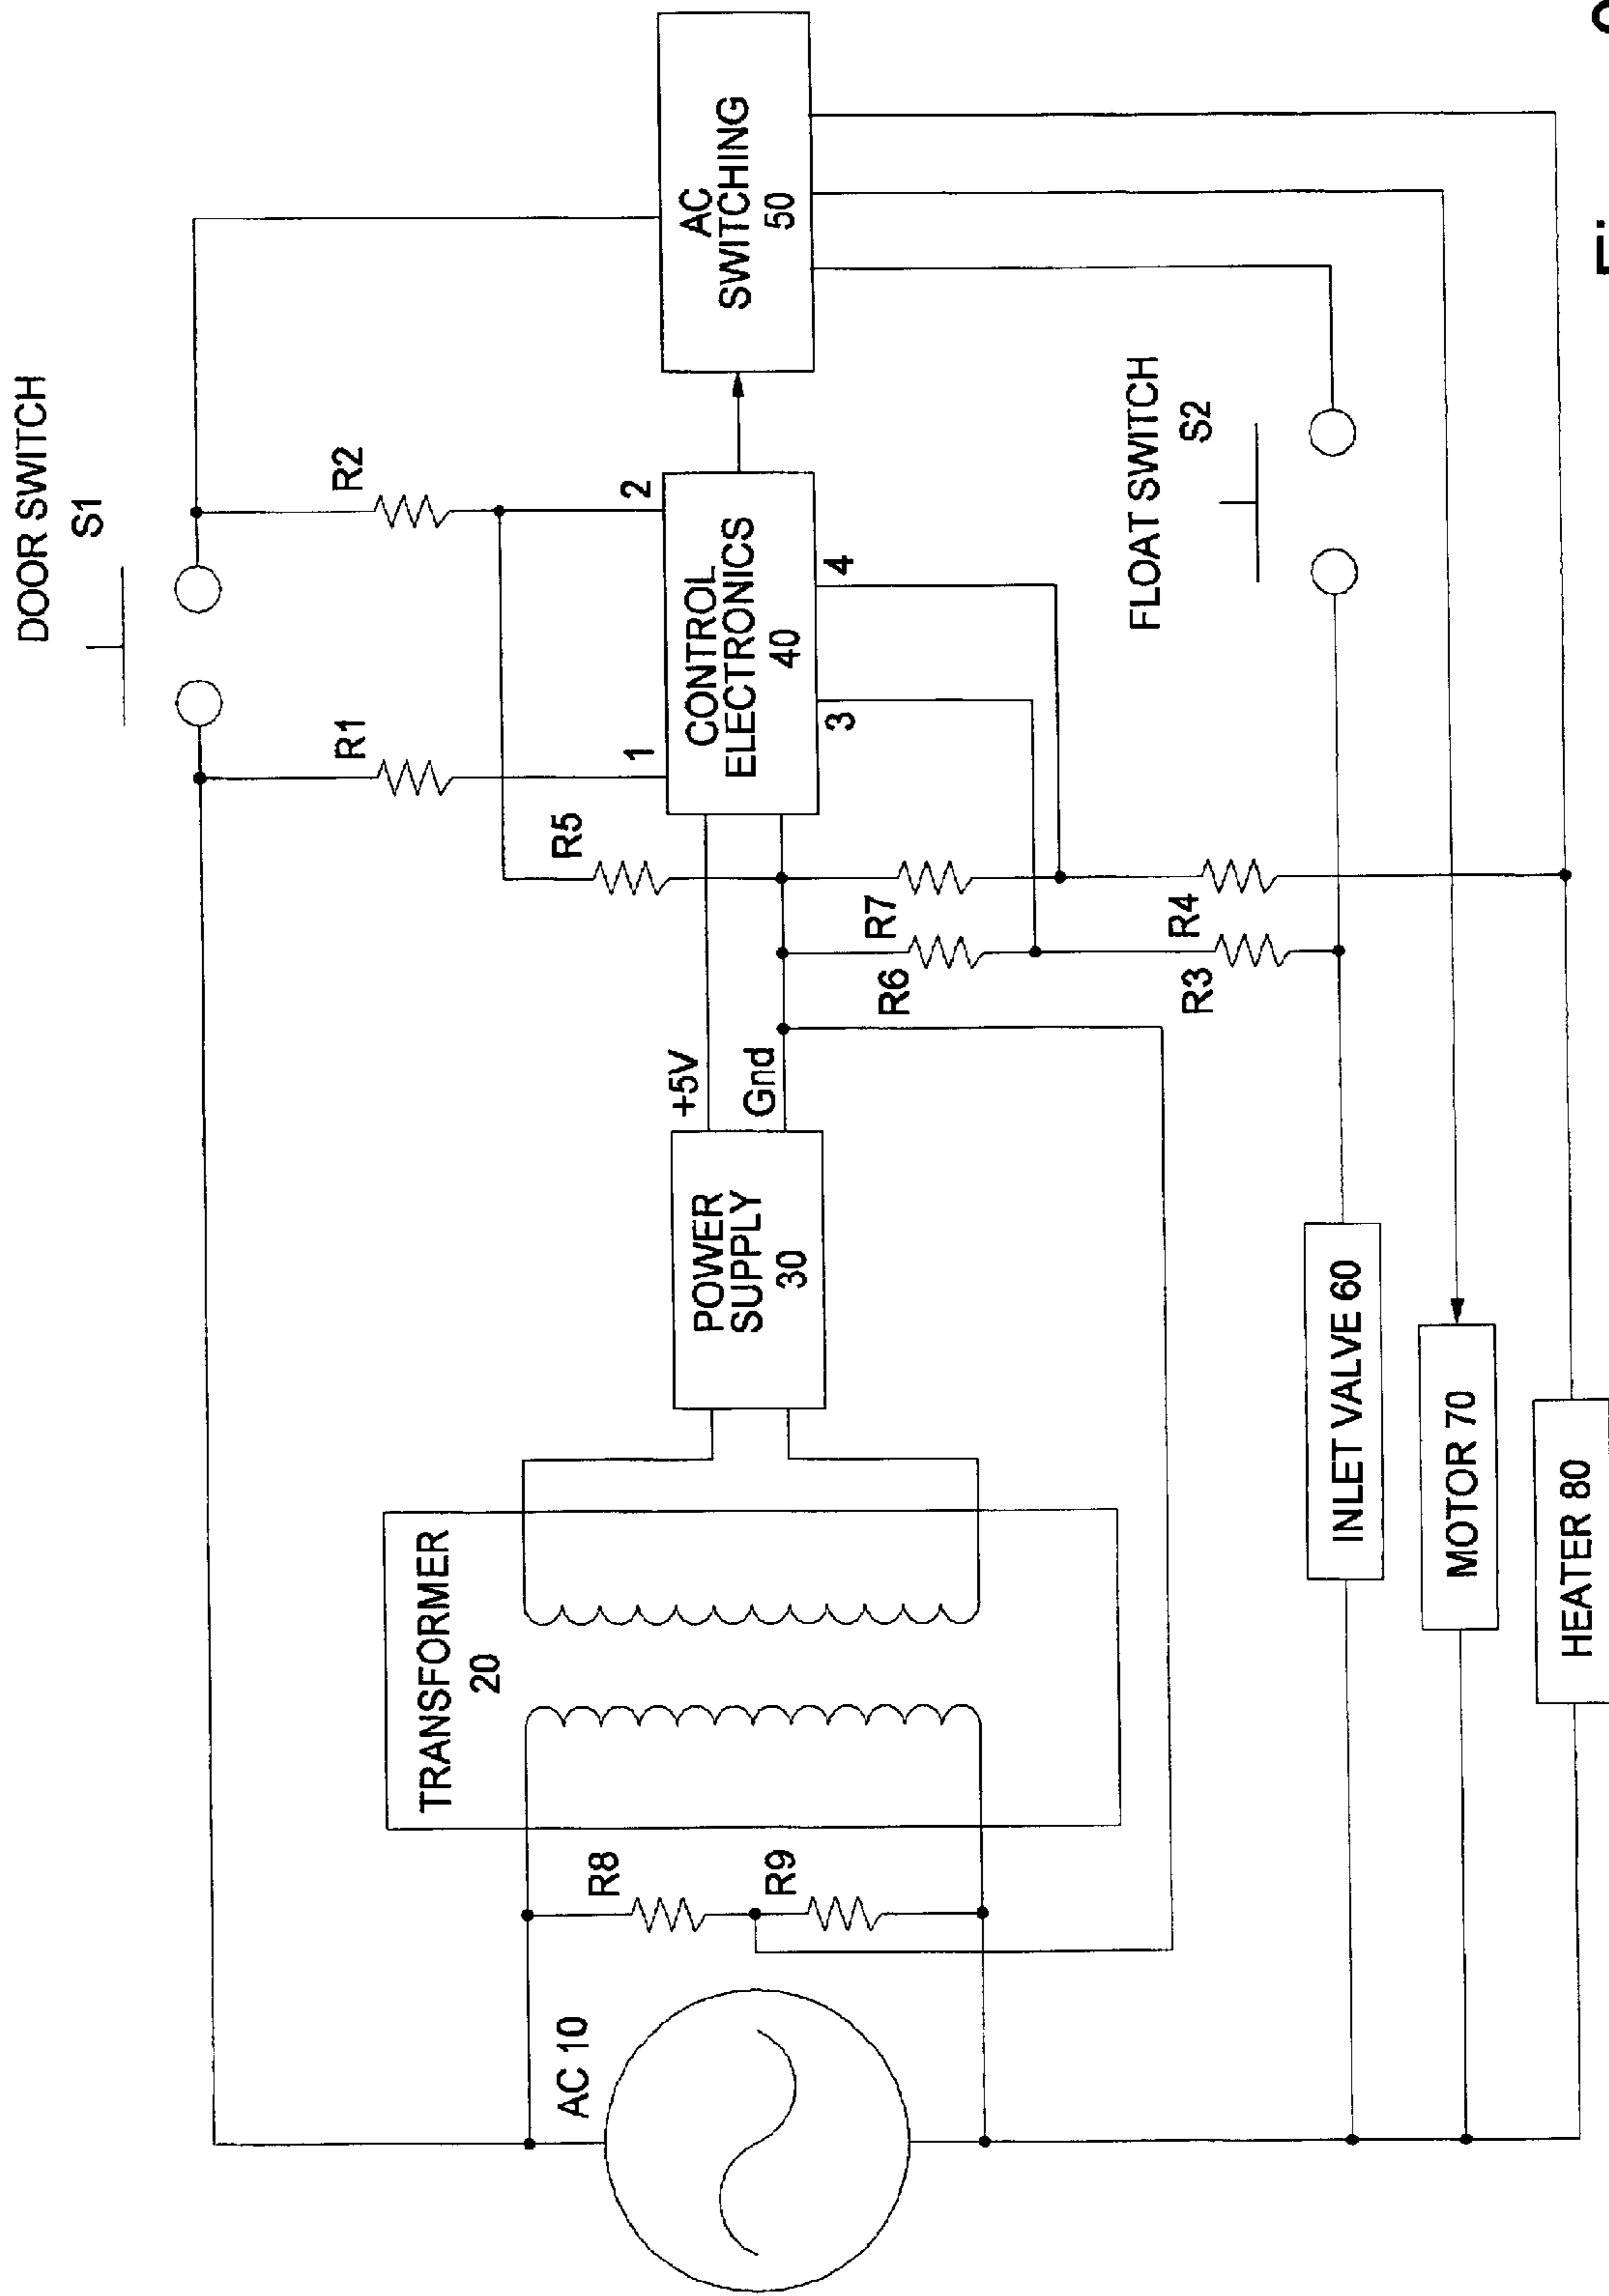 DOOR SWITCH
S1
R1
R2
R5
1
2
CONTROL
ELECTRONICS
40
3
4
AC
SWITCHING
50
+5V
Gnd
POWER
SUPPLY
30
TRANSFORMER
20
R8
R9
AC 10
R6
R7
R3
R4
FLOAT SWITCH
S2
INLET VALVE 60
MOTOR 70
HEATER 80